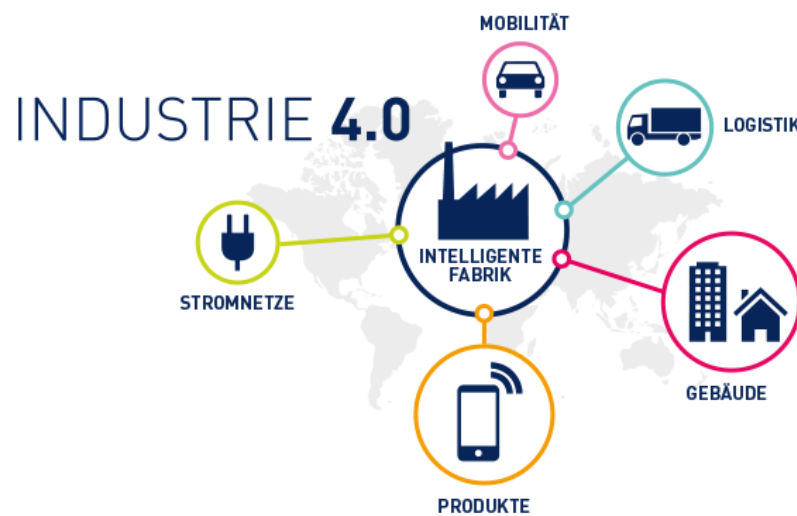 MOBILITÄT
INDUSTRIE 4.0
LOGISTIK
INTELLIGENTE
FABRIK
STROMNETZE
GEBÄUDE
PRODUKTE